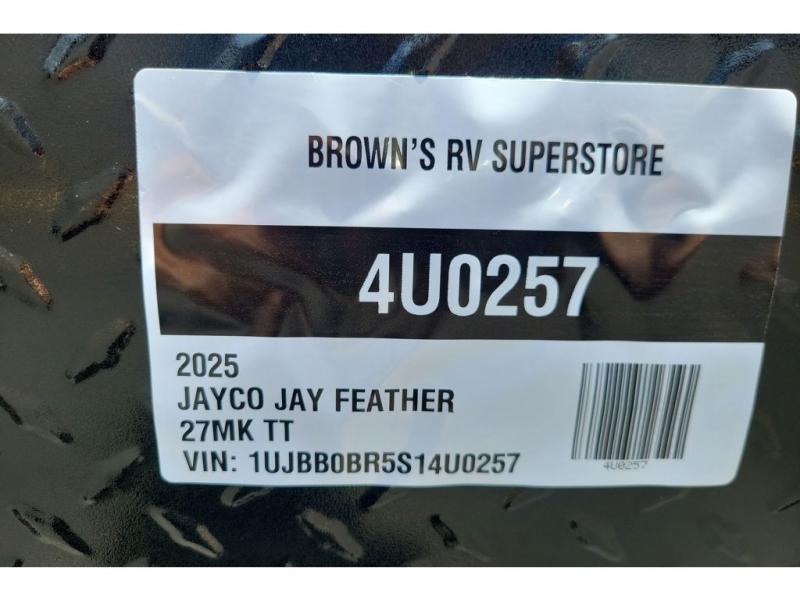 BROWN'S RV SUPERSTORE
4U0257
2025
JAYCO JAY FEATHER
27MK TT
VIN: 1UJBB0BR5S14U0257
4U0257